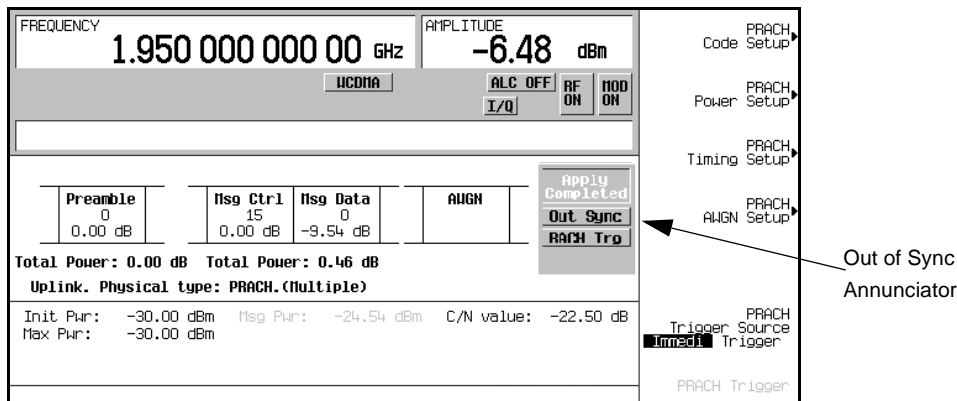 FREQUENCY
1.950 000 000 00 GHz
AMPLITUDE
-6.48 dBm
WCDMA
ALC OFF
I/Q
RF ON
MOD ON
Preamble
0
0.00 dB
Msg Ctrl
15
0.00 dB
Msg Data
0
-9.54 dB
AWGN
Apply Completed
Out Sync
RACH Trg
Total Power: 0.00 dB Total Power: 0.46 dB
Uplink. Physical type: PRACH.(Multiple)
Init Pwr: -30.00 dBm Msg Pwr: -24.54 dBm C/N value: -22.50 dB
Max Pwr: -30.00 dBm
PRACH
Code Setup
PRACH
Power Setup
PRACH
Timing Setup
PRACH
AWGN Setup
PRACH
Trigger Source
Immedi Trigger
PRACH Trigger
Out of Sync
Annunciator